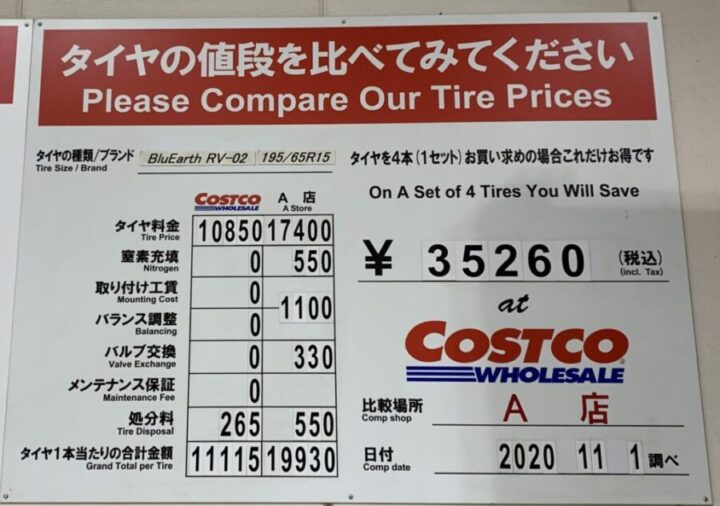 タイヤの値段を比べてみてください
Please Compare Our Tire Prices
タイヤの種類/ブランド BluEarth RV-02 195/65R15
Tire Size / Brand
タイヤを4本(1セット)お買い求めの場合これだけお得です
On A Set of 4 Tires You Will Save
COSTCO A 店
WHOLESALE A Store
タイヤ料金 10850 17400
Tire Price
窒素充填 0 550
Nitrogen
取り付け工賃 0 1100
Mounting Cost
バランス調整 0
Balancing
バルブ交換 0 330
Valve Exchange
メンテナンス保証 0
Maintenance Fee
処分料 265 550
Tire Disposal
タイヤ1本当たりの合計金額 11115 19930
Grand Total per Tire
¥ 35260 (税込)
(incl. Tax)
at
COSTCO
WHOLESALE
比較場所 A 店
Comp shop
日付 2020 11 1 調べ
Comp date